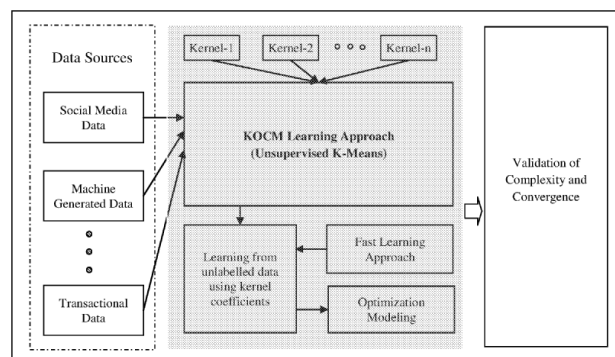 Data Sources
Social Media
Data
Machine
Generated Data
Transactional
Data
Kernel-1
Kernel-2
Kernel-n
KOCM Learning Approach
(Unsupervised K-Means)
Learning from
unlabelled data
using kernel
coefficients
Fast Learning
Approach
Optimization
Modeling
Validation of
Complexity and
Convergence